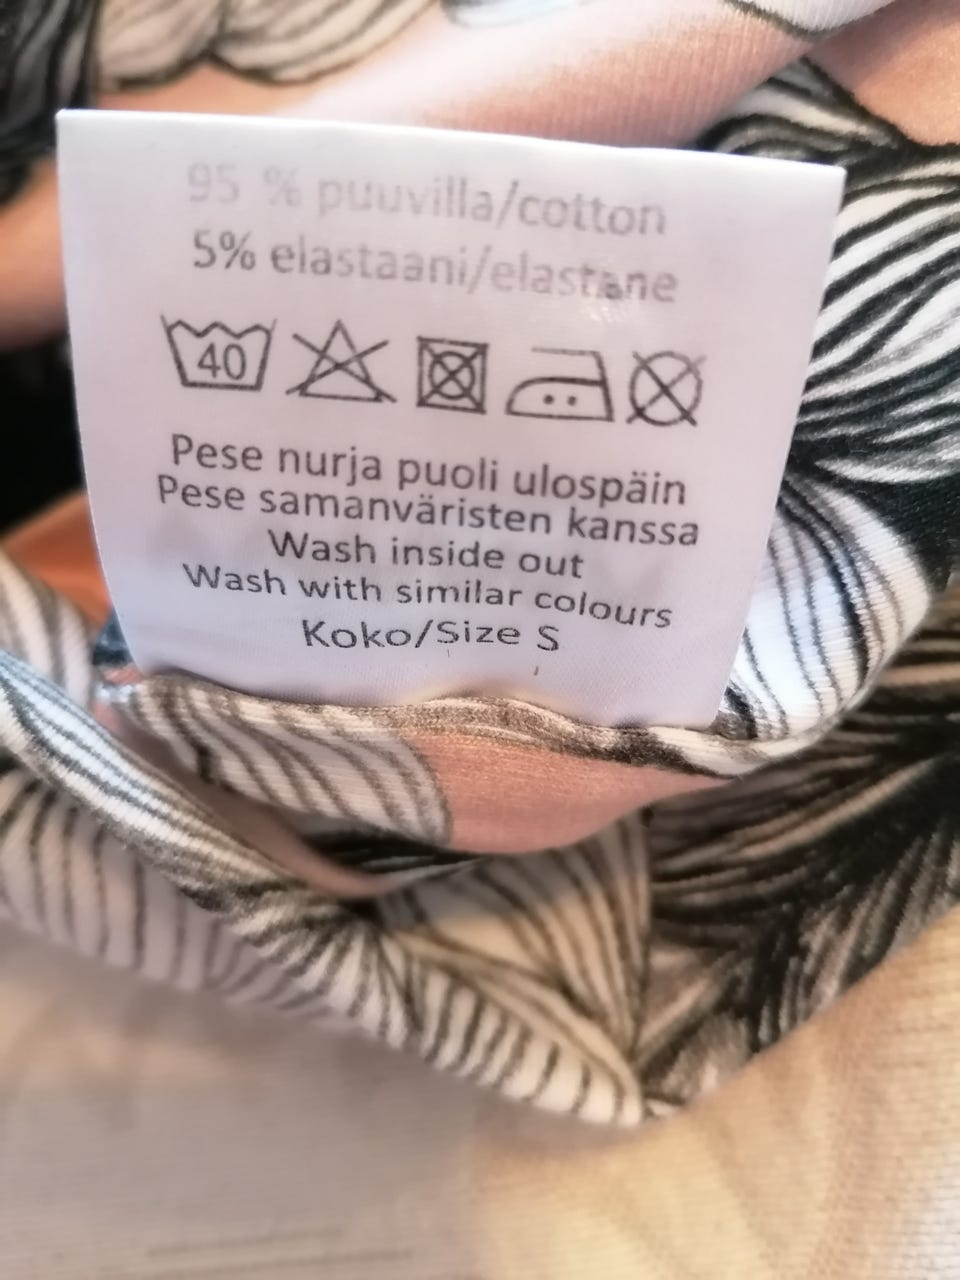 95 % puuvilla/cotton
5% elastaani/elastane
40
Pese nurja puoli ulospäin
Pese samanväristen kanssa
Wash inside out
Wash with similar colours
Koko/Size S